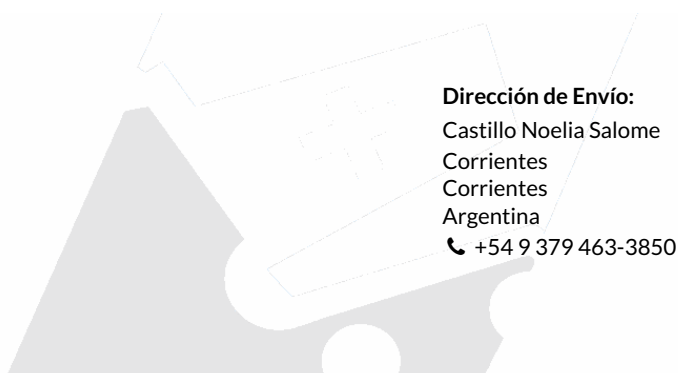 Dirección de Envío:
Castillo Noelia Salome
Corrientes
Corrientes
Argentina
+54 9 379 463-3850